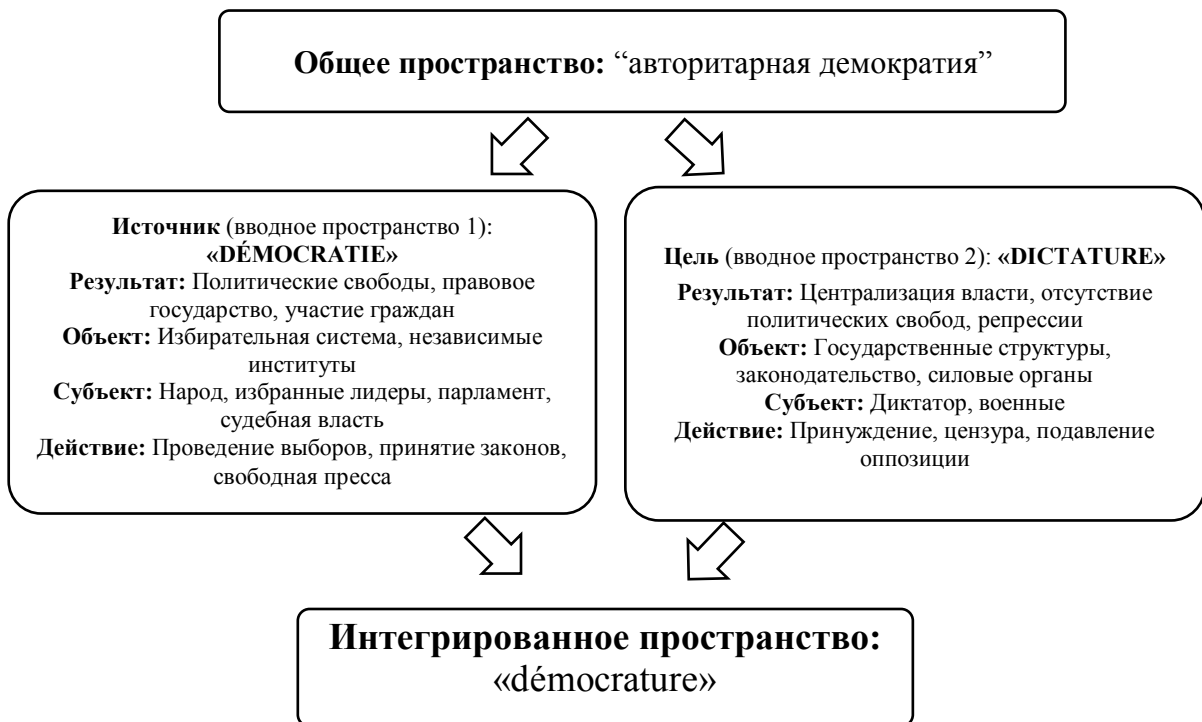 Общее пространство: “авторитарная демократия”
Источник (вводное пространство 1):
«DÉMOCRATIE»
Результат: Политические свободы, правовое
государство, участие граждан
Объект: Избирательная система, независимые
институты
Субъект: Народ, избранные лидеры, парламент,
судебная власть
Действие: Проведение выборов, принятие законов,
свободная пресса
Цель (вводное пространство 2): «DICTATURE»
Результат: Централизация власти, отсутствие
политических свобод, репрессии
Объект: Государственные структуры,
законодательство, силовые органы
Субъект: Диктатор, военные
Действие: Принуждение, цензура, подавление
оппозиции
Интегрированное пространство:
«démocrature»